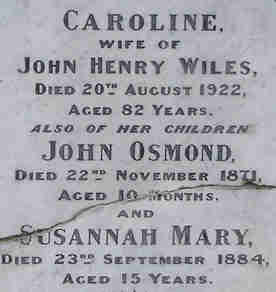 CAROLINE,
WIFE OF
JOHN HENRY WILES,
DIED 20TH AUGUST 1922,
AGED 82 YEARS.
ALSO OF HER CHILDREN
JOHN OSMOND,
DIED 22ND NOVEMBER 1871,
AGED 10 MONTHS.
AND
SUSANNAH MARY,
DIED 23RD SEPTEMBER 1884,
AGED 15 YEARS.